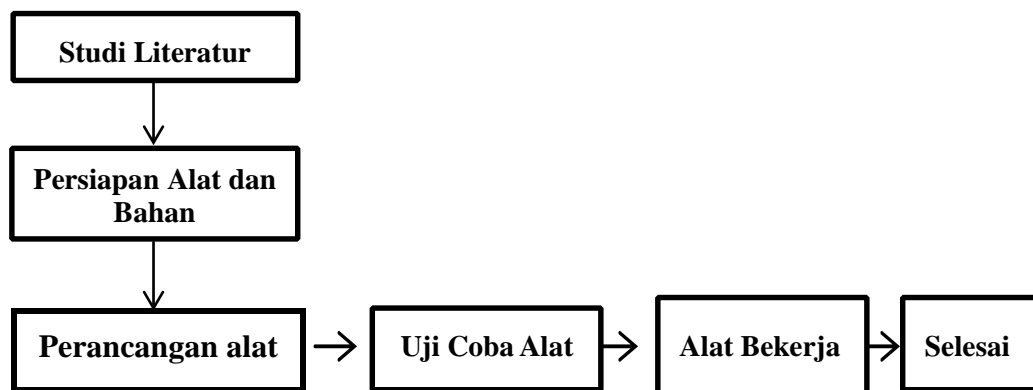 Studi Literatur
Persiapan Alat dan
Bahan
Perancangan alat
Uji Coba Alat
Alat Bekerja
Selesai